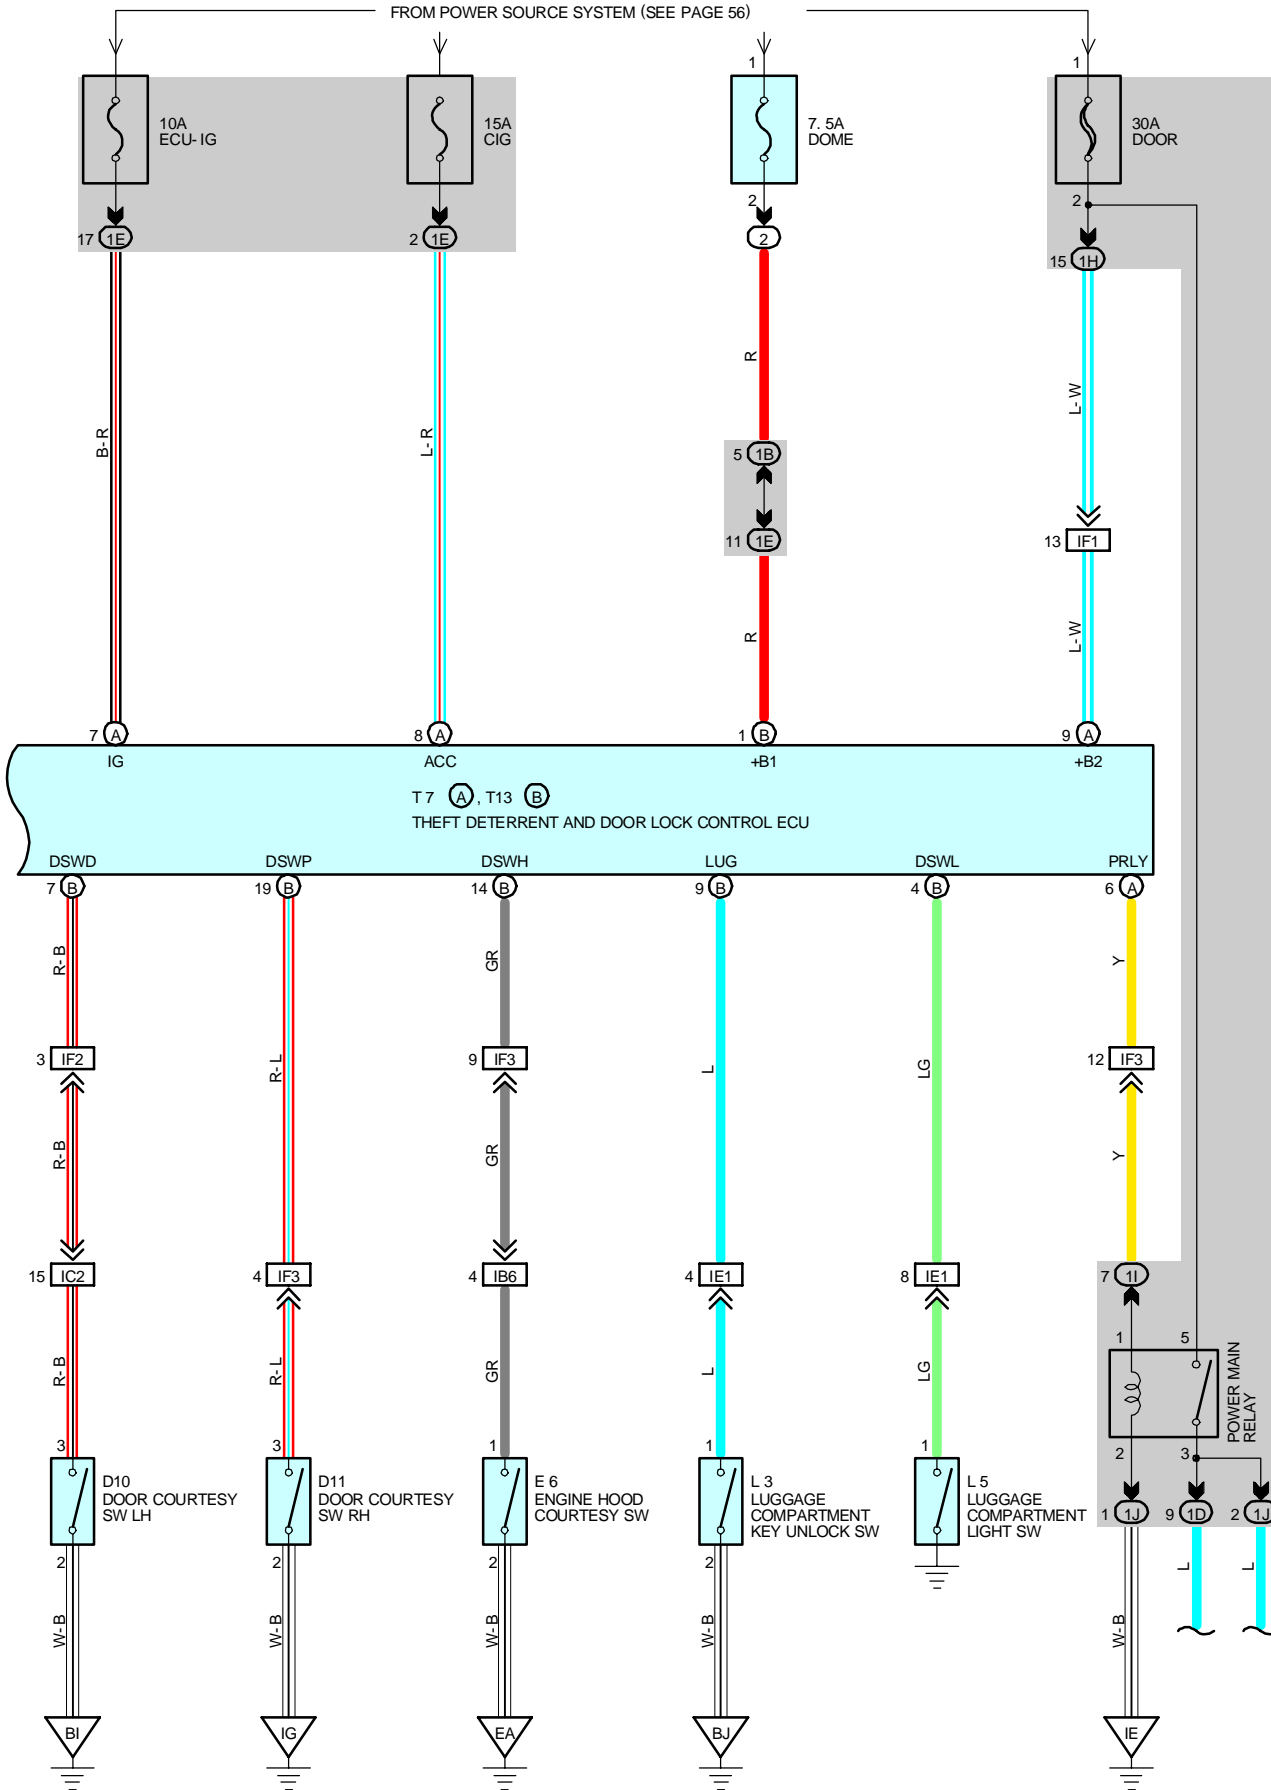 FROM POWER SOURCE SYSTEM (SEE PAGE 56)
1
1
10A
ECU-IG
15A
CIG
7.5A
DOME
30A
DOOR
2
2
17 1E
2 1E
2
15 1H
R
L-W
B-R
L-R
5 1B
11 1E
13 IF1
R
L-W
7 A
8 A
1 B
9 A
IG
ACC
+B1
+B2
T 7 A , T13 B
THEFT DETERRENT AND DOOR LOCK CONTROL ECU
DSWD
DSWP
DSWH
LUG
DSWL
PRLY
7 B
19 B
14 B
9 B
4 B
6 A
R-B
GR
Y
3 IF2
9 IF3
12 IF3
R-L
L
LG
R-B
GR
Y
15 IC2
4 IF3
4 IB6
4 IE1
8 IE1
7 1I
1
5
R-B
R-L
GR
L
LG
POWER MAIN
RELAY
3
3
1
1
1
2
3
D10
DOOR COURTESY
SW LH
D11
DOOR COURTESY
SW RH
E 6
ENGINE HOOD
COURTESY SW
L 3
LUGGAGE
COMPARTMENT
KEY UNLOCK SW
L 5
LUGGAGE
COMPARTMENT
LIGHT SW
1 1J
9 1D
2 1J
2
2
2
2
L
L
W-B
W-B
W-B
W-B
W-B
BI
IG
EA
BJ
IE